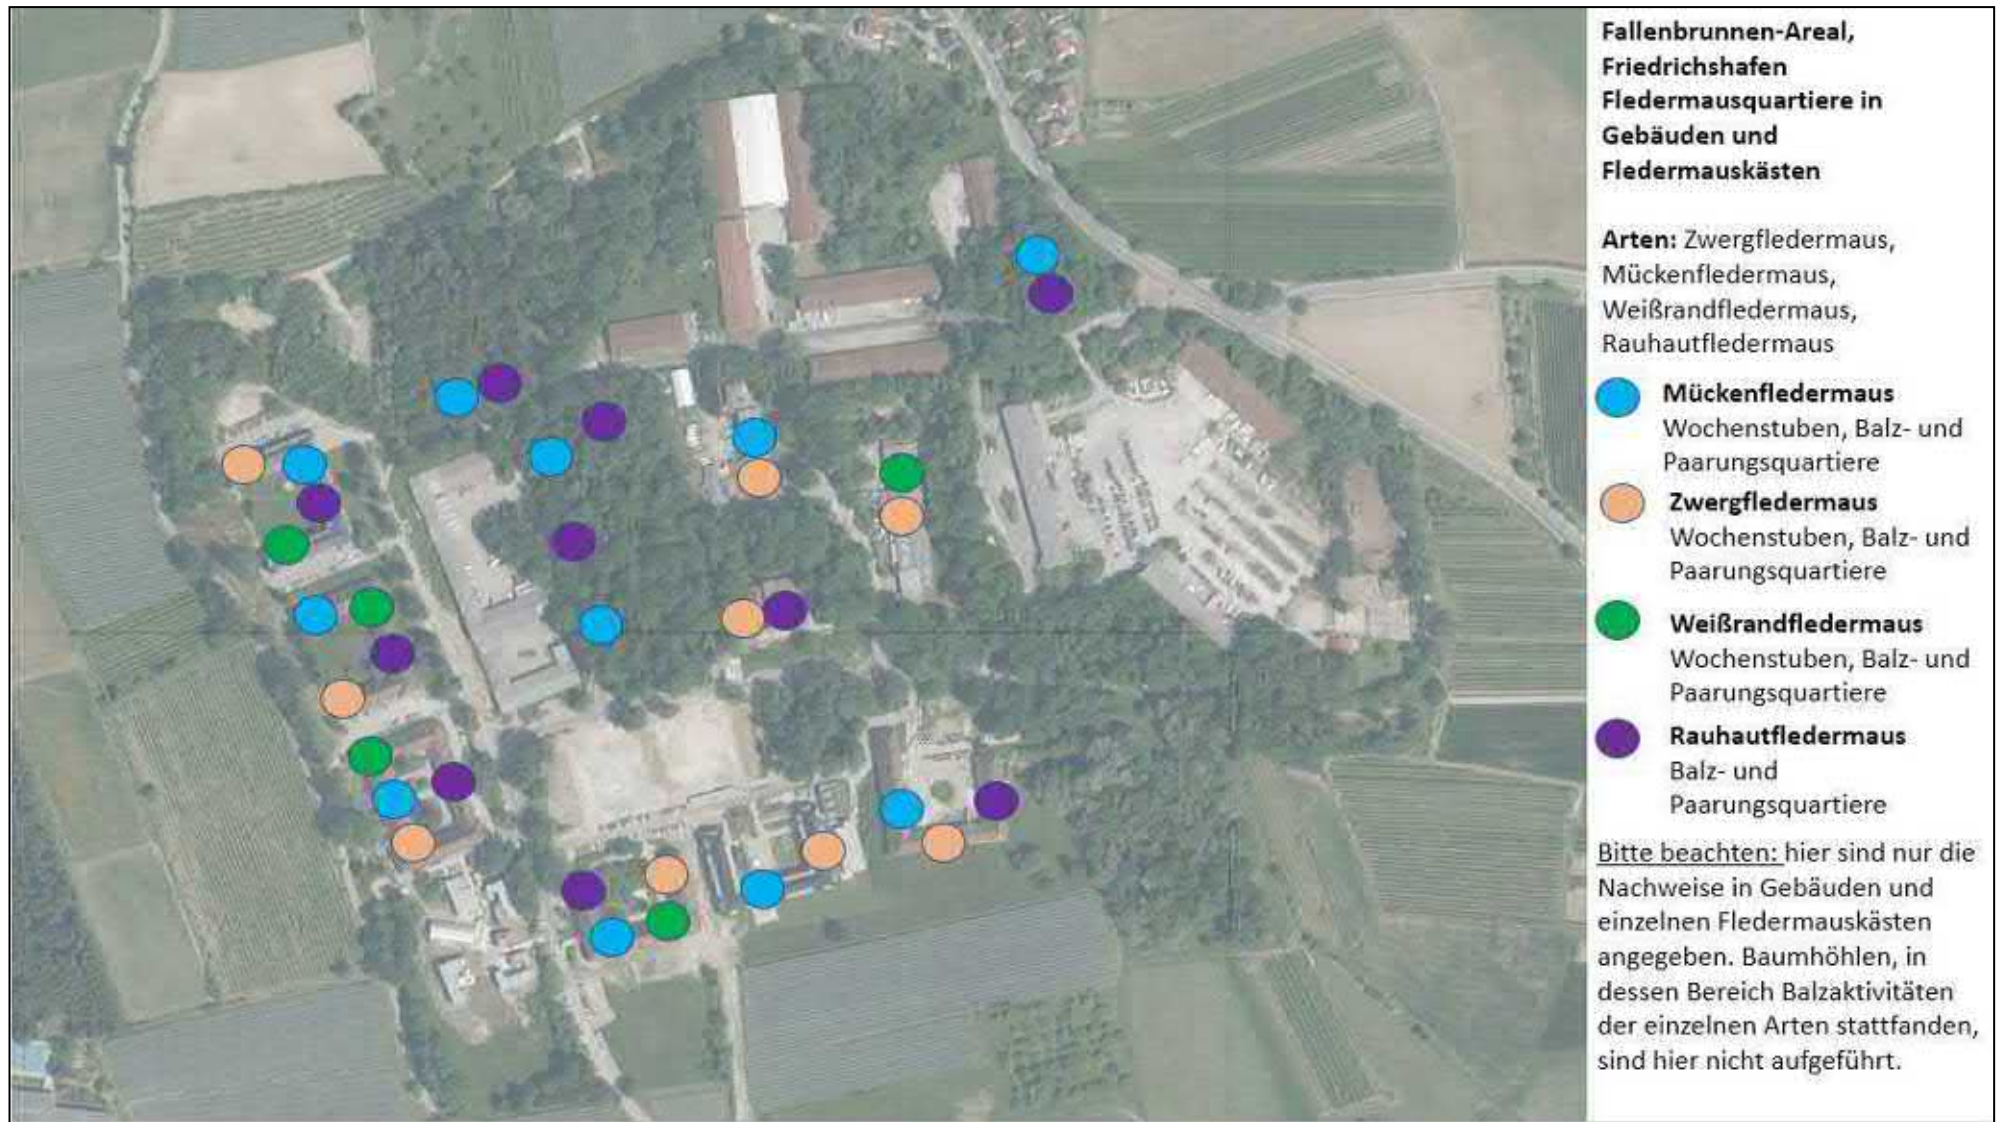 Fallenbrunnen-Areal,
Friedrichshafen
Fledermausquartiere in
Gebäuden und
Fledermauskästen
Arten: Zwergfledermaus,
Mückenfledermaus,
Weißrandfledermaus,
Rauhautfledermaus
Mückenfledermaus
Wochenstuben, Balz- und
Paarungsquartiere
Zwergfledermaus
Wochenstuben, Balz- und
Paarungsquartiere
Weißrandfledermaus
Wochenstuben, Balz- und
Paarungsquartiere
Rauhautfledermaus
Balz- und
Paarungsquartiere
Bitte beachten: hier sind nur die
Nachweise in Gebäuden und
einzelnen Fledermauskästen
angegeben. Baumhöhlen, in
dessen Bereich Balzaktivitäten
der einzelnen Arten stattfanden,
sind hier nicht aufgeführt.